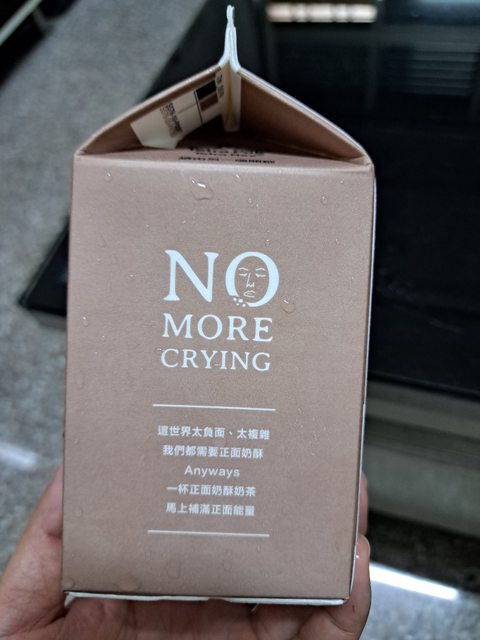 NO
MORE
CRYING
這世界太負面、太複雜
我們都需要正面奶酥
Anyways
一杯正面奶酥奶茶
馬上補滿正面能量